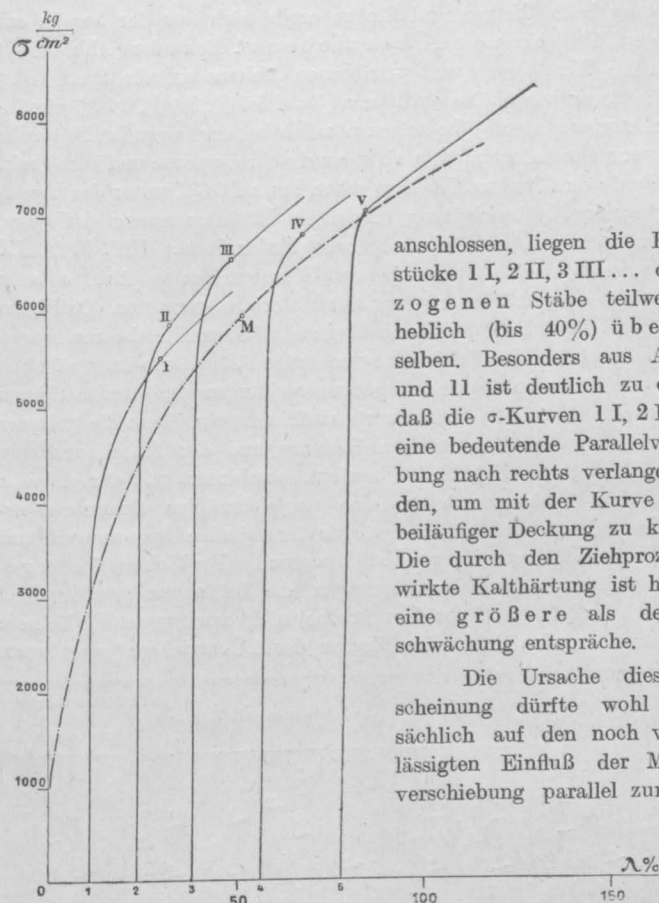 σ kg/cm²
8000
7000
6000
5000
4000
3000
2000
1000
0 1 2 3 4 5
50 100 150
λ%
I
II
III
IV
V
M
anschlossen, liegen die
stücke 1 I, 2 II, 3 III...
zogenen Stäbe teilwe
heblich (bis 40%) übe
selben. Besonders aus A
und 11 ist deutlich zu
daß die σ-Kurven 1 I, 2 I
eine bedeutende Parallelv
bung nach rechts verlange
den, um mit der Kurve
beiläufiger Deckung zu k
Die durch den Ziehproz
wirkte Kalthärtung ist h
eine größere als de
schwächung entspräche.
Die Ursache dies
scheinung dürfte wohl
sächlich auf den noch v
lässigten Einfluß der M
verschiebung parallel zur